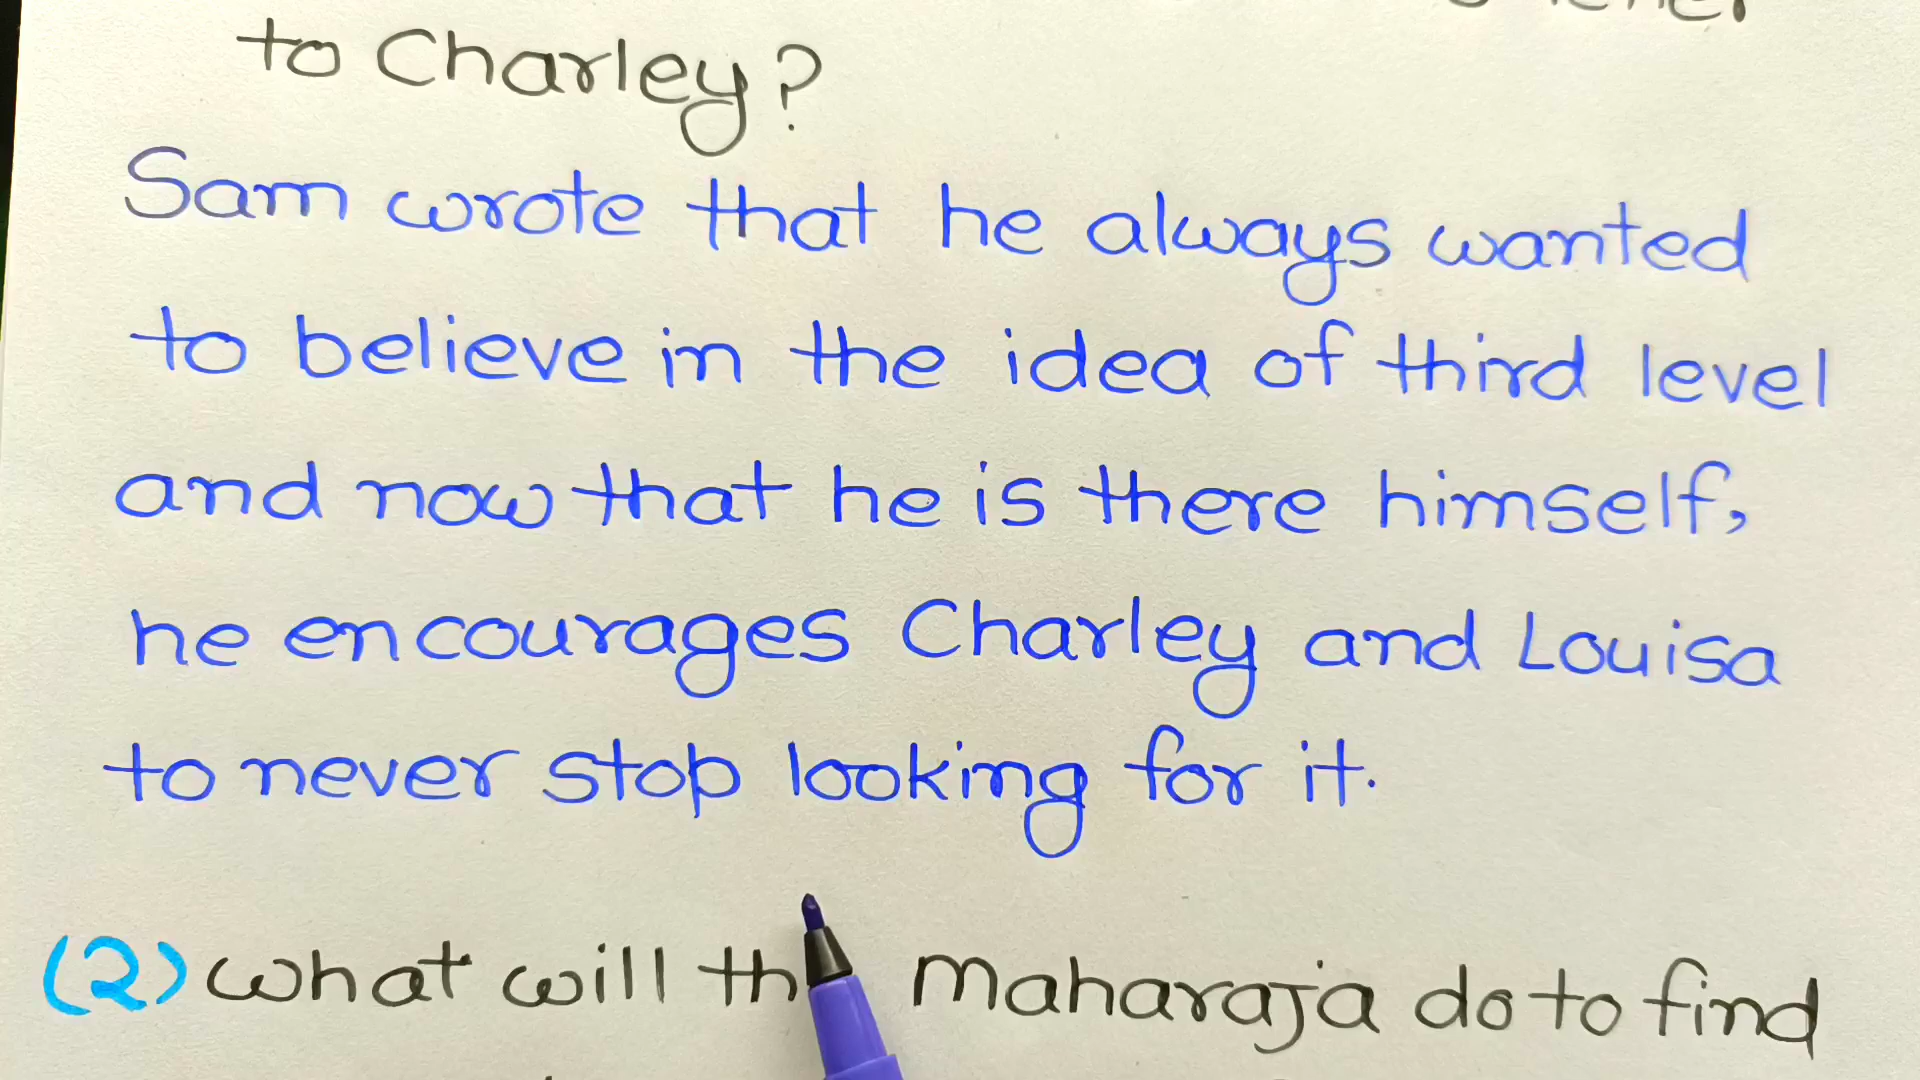 to Charley?
Sam wrote that he always wanted
to believe in the idea of third level
and now that he is there himself,
he encourages Charley and Louisa
to never stop looking for it.
(2) What will Maharaja do to find